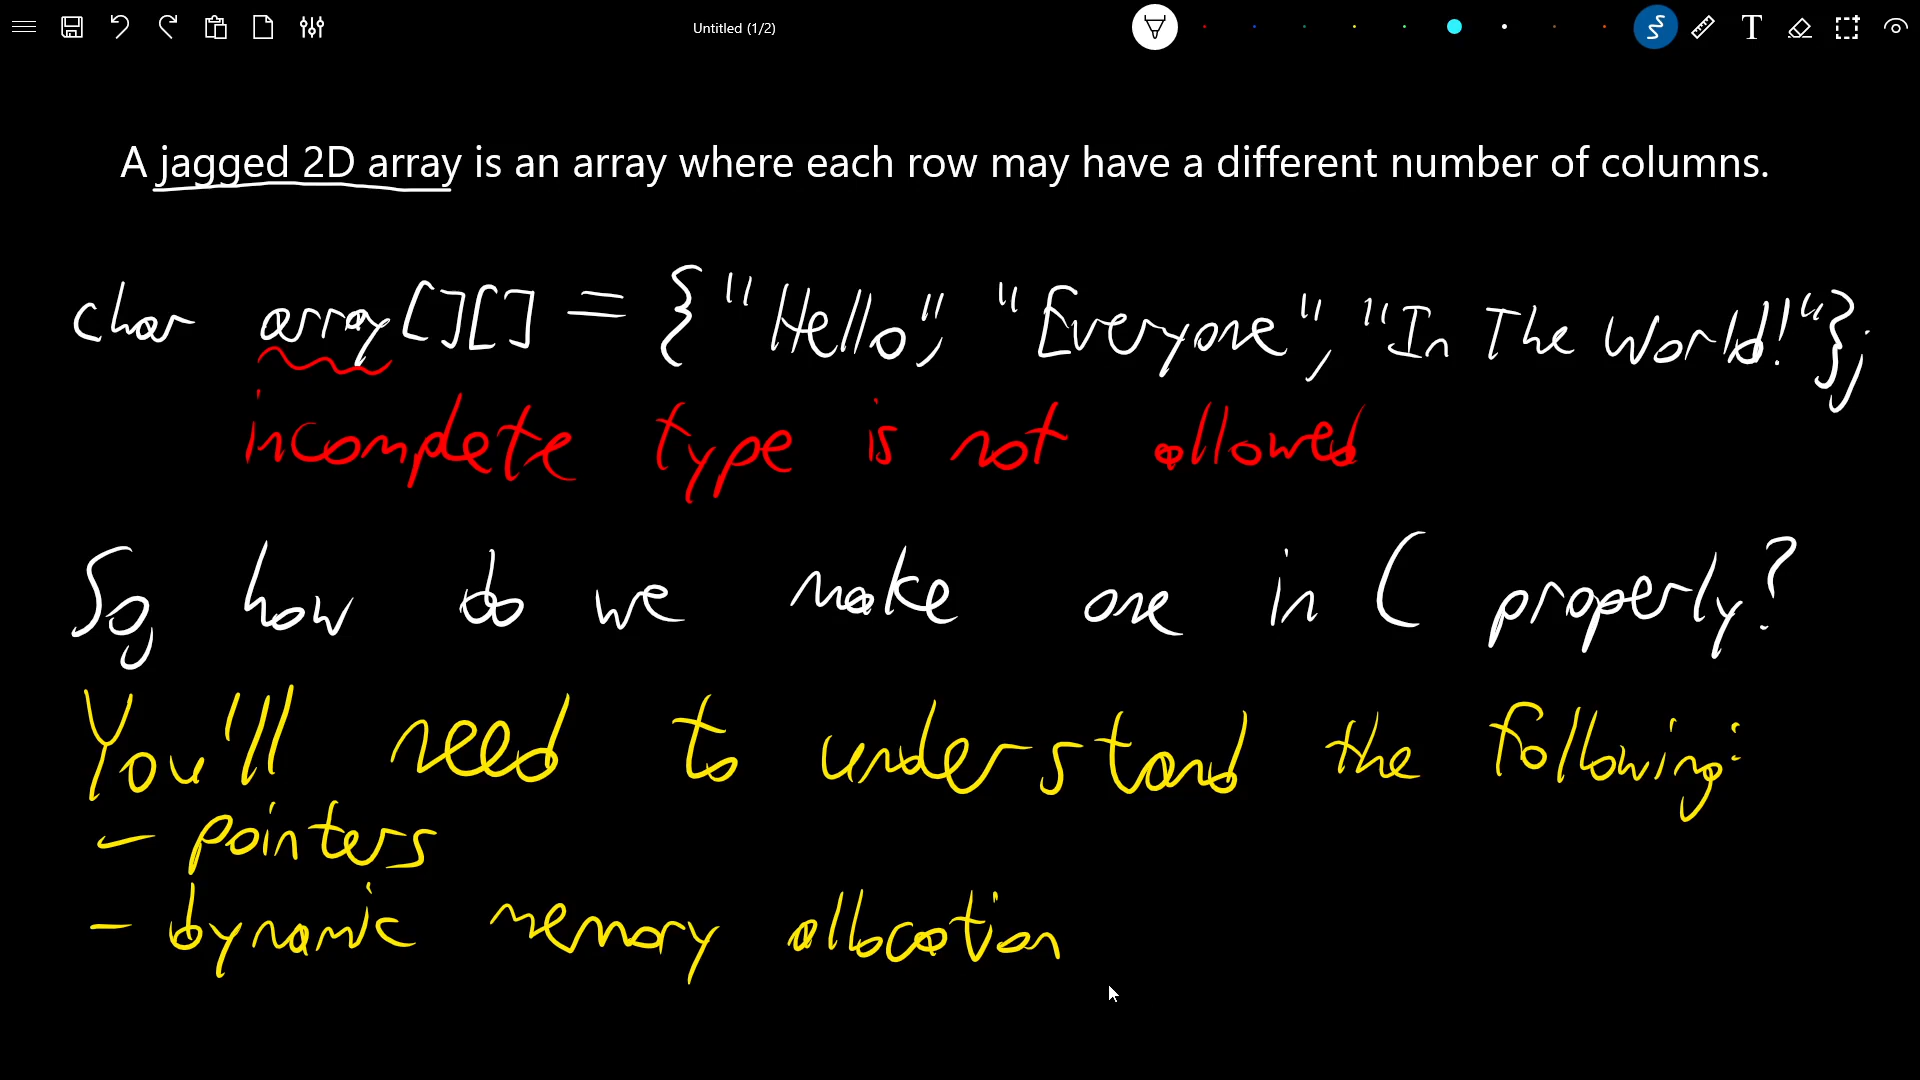 Untitled (1/2)
T
A jagged 2D array is an array where each row may have a different number of columns.
char array[][] = {"Hello", "Everyone", "In The World!"};
incomplete type is not allowed
So, how do we make one in C properly?
You'll need to understand the following:
- pointers
- dynamic memory allocation